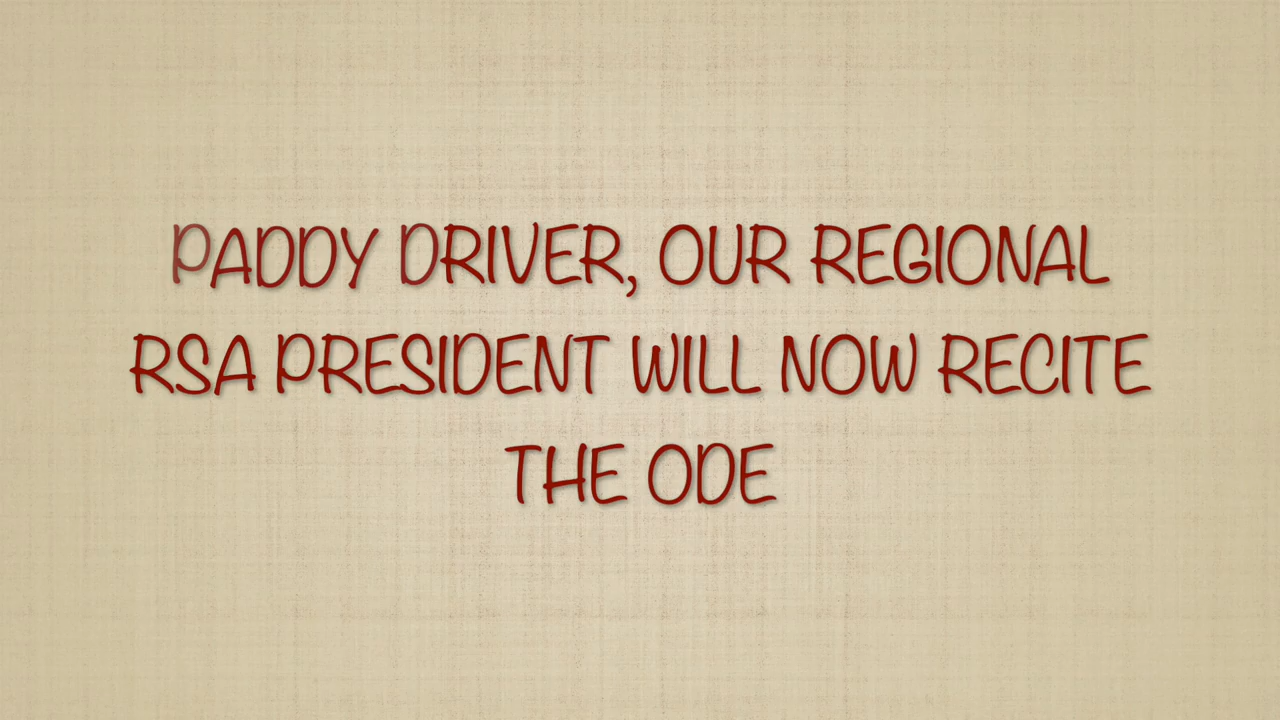 PADDY DRIVER, OUR REGIONAL
RSA PRESIDENT WILL NOW RECITE
THE ODE